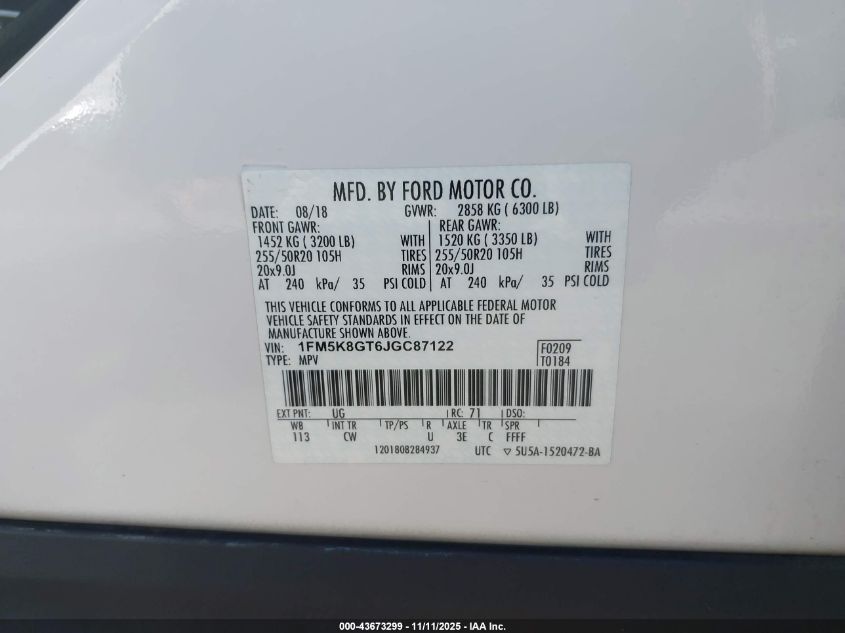 MFD. BY FORD MOTOR CO.
DATE: 08/18 GVWR: 2858 KG ( 6300 LB)
FRONT GAWR: REAR GAWR:
1452 KG ( 3200 LB) WITH 1520 KG ( 3350 LB) WITH
255/50R20 105H TIRES 255/50R20 105H TIRES
20x9.0J RIMS 20x9.0J RIMS
AT 240 kPa/ 35 PSI COLD AT 240 kPa/ 35 PSI COLD
THIS VEHICLE CONFORMS TO ALL APPLICABLE FEDERAL MOTOR
VEHICLE SAFETY STANDARDS IN EFFECT ON THE DATE OF
MANUFACTURE SHOWN ABOVE.
VIN: 1FM5K8GT6JGC87122 F0209
TYPE: MPV T0184
EXT PNT: UG RC: 71 DSO:
WB INT TR TP/PS R AXLE TR SPR
113 CW U 3E C FFFF
1201808284937 UTC ▽ 5U5A-1520472-BA
000-43673299 - 11/11/2025 - IAA Inc.